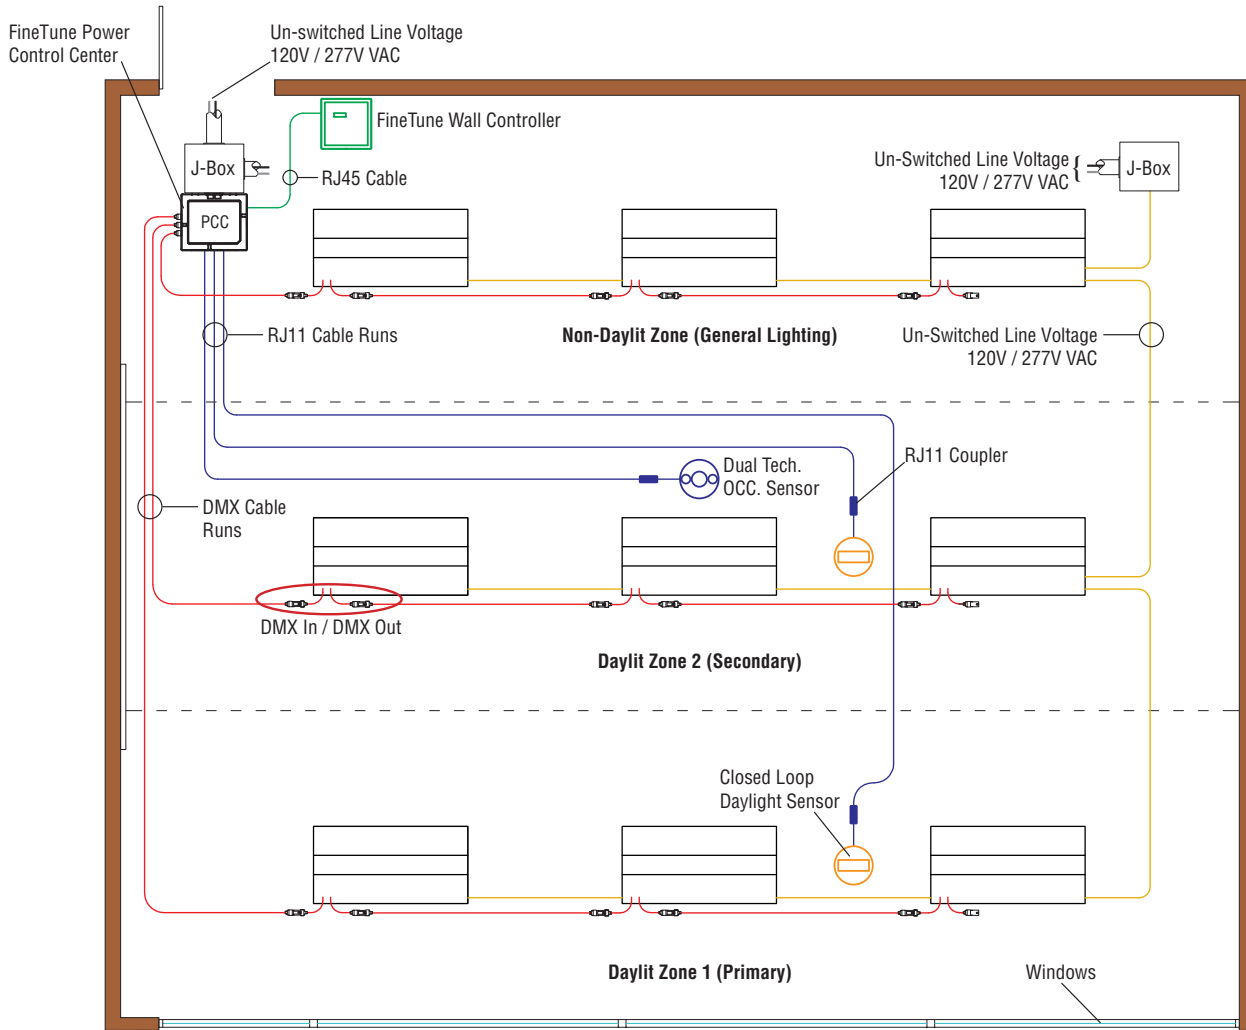 FineTune Power
Control Center
Un-switched Line Voltage
120V / 277V VAC
FineTune Wall Controller
J-Box
RJ45 Cable
PCC
Un-Switched Line Voltage
120V / 277V VAC
{
J-Box
RJ11 Cable Runs
Non-Daylit Zone (General Lighting)
Un-Switched Line Voltage
120V / 277V VAC
Dual Tech.
OCC. Sensor
RJ11 Coupler
DMX Cable
Runs
DMX In / DMX Out
Daylit Zone 2 (Secondary)
Closed Loop
Daylight Sensor
Daylit Zone 1 (Primary)
Windows